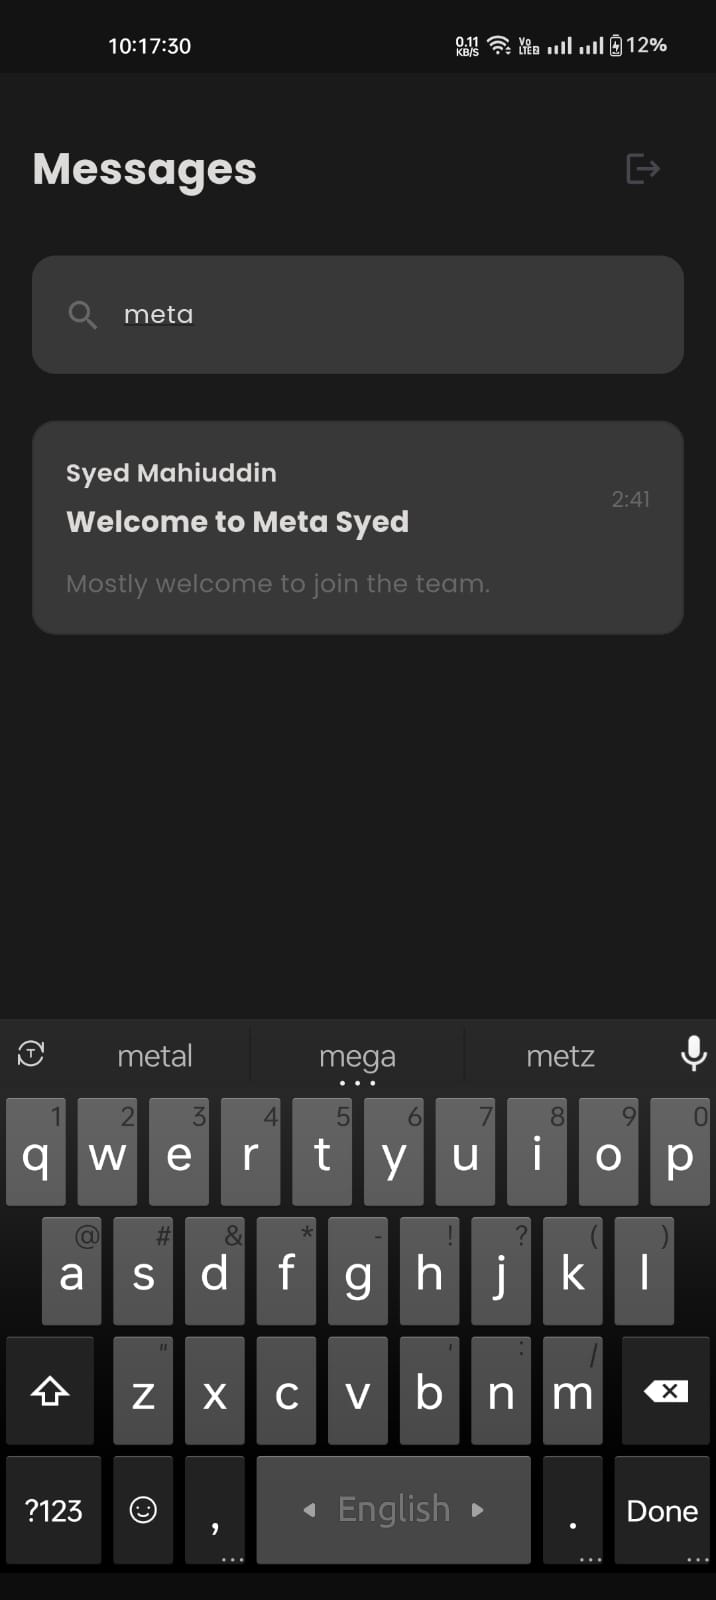 10:17:30 0.11 KB/S Vo LTE2 12%
Messages
meta
Syed Mahiuddin
Welcome to Meta Syed
2:41
Mostly welcome to join the team.
metal mega metz
1 2 3 4 5 6 7 8 9 0
q w e r t y u i o p
@ # & * - ! ? ( )
a s d f g h j k l
" ' : /
z x c v b n m
?123 , English . Done